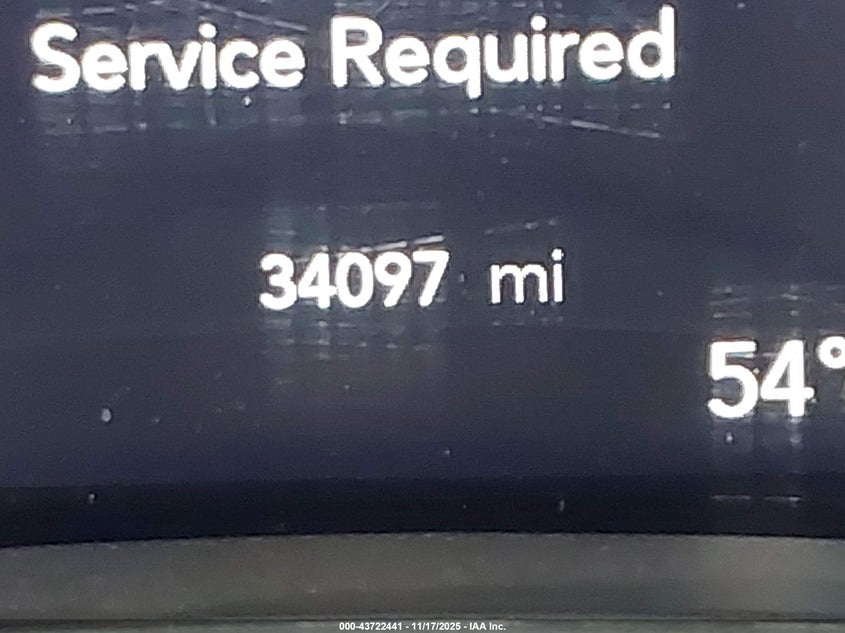 Service Required
34097 mi
54°
000-43722441 - 11/17/2025 - IAA Inc.